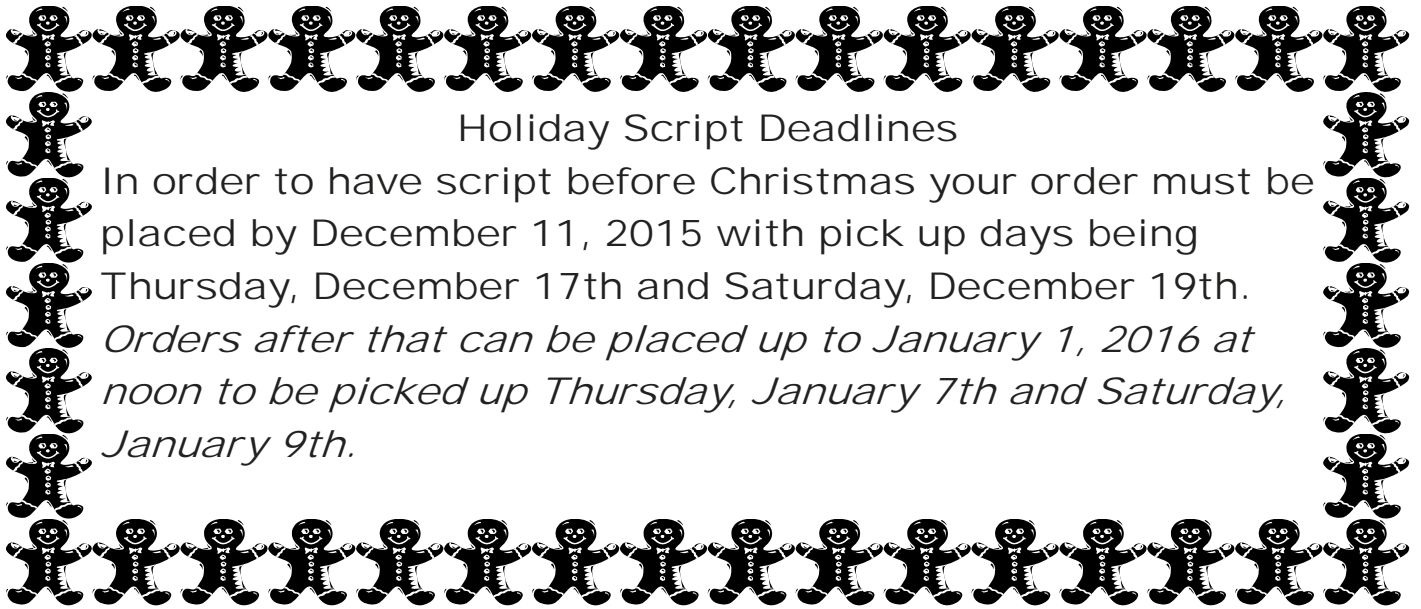 Holiday Script Deadlines
In order to have script before Christmas your order must be
placed by December 11, 2015 with pick up days being
Thursday, December 17th and Saturday, December 19th.
Orders after that can be placed up to January 1, 2016 at
noon to be picked up Thursday, January 7th and Saturday,
January 9th.